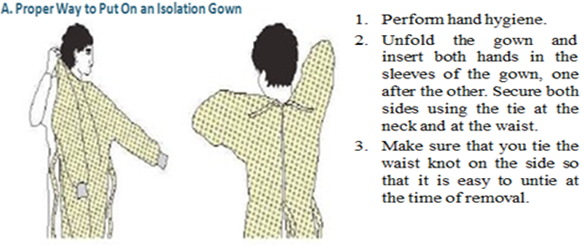 A. Proper Way to Put On an Isolation Gown
1. Perform hand hygiene.
2. Unfold the gown and
insert both hands in the
sleeves of the gown, one
after the other. Secure both
sides using the tie at the
neck and at the waist.
3. Make sure that you tie the
waist knot on the side so
that it is easy to untie at
the time of removal.